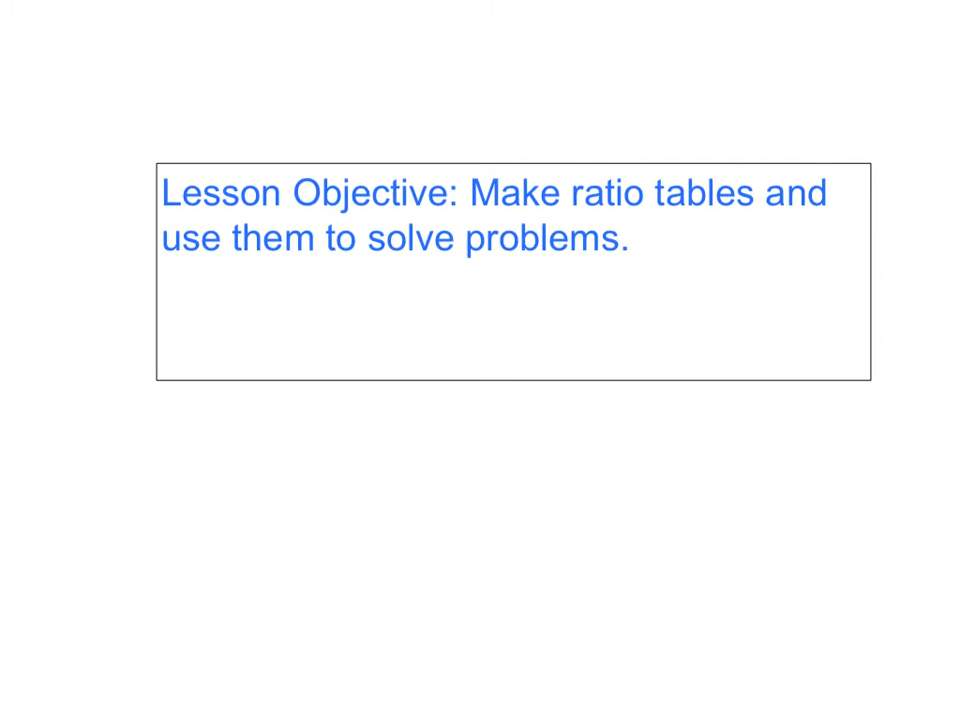 Lesson Objective: Make ratio tables and
use them to solve problems.